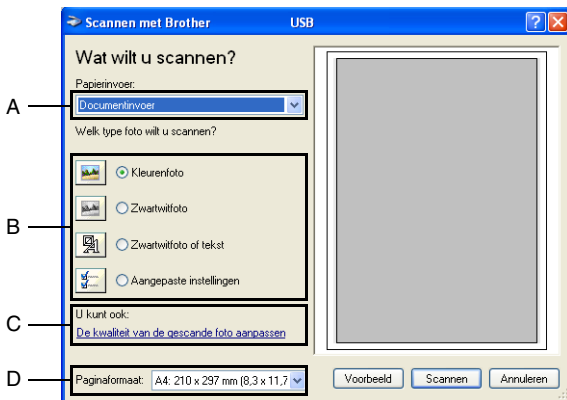 Scannen met Brother USB
Wat wilt u scannen?
Papierinvoer:
A
Documentinvoer
Welk type foto wilt u scannen?
B
Kleurenfoto
Zwartwitfoto
Zwartwitfoto of tekst
Aangepaste instellingen
C
U kunt ook:
De kwaliteit van de gescande foto aanpassen
D
Paginaformaat: A4: 210 x 297 mm (8,3 x 11,7
Voorbeeld Scannen Annuleren